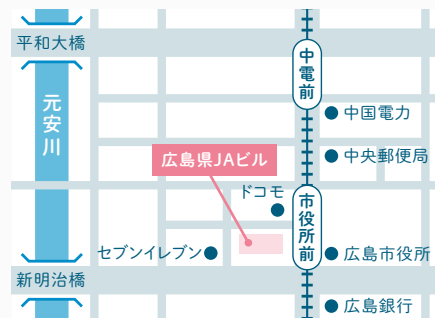 平和大橋
中電前
元安川
中国電力
中央郵便局
広島県JAビル
ドコモ
市役所前
セブンイレブン
広島市役所
新明治橋
広島銀行